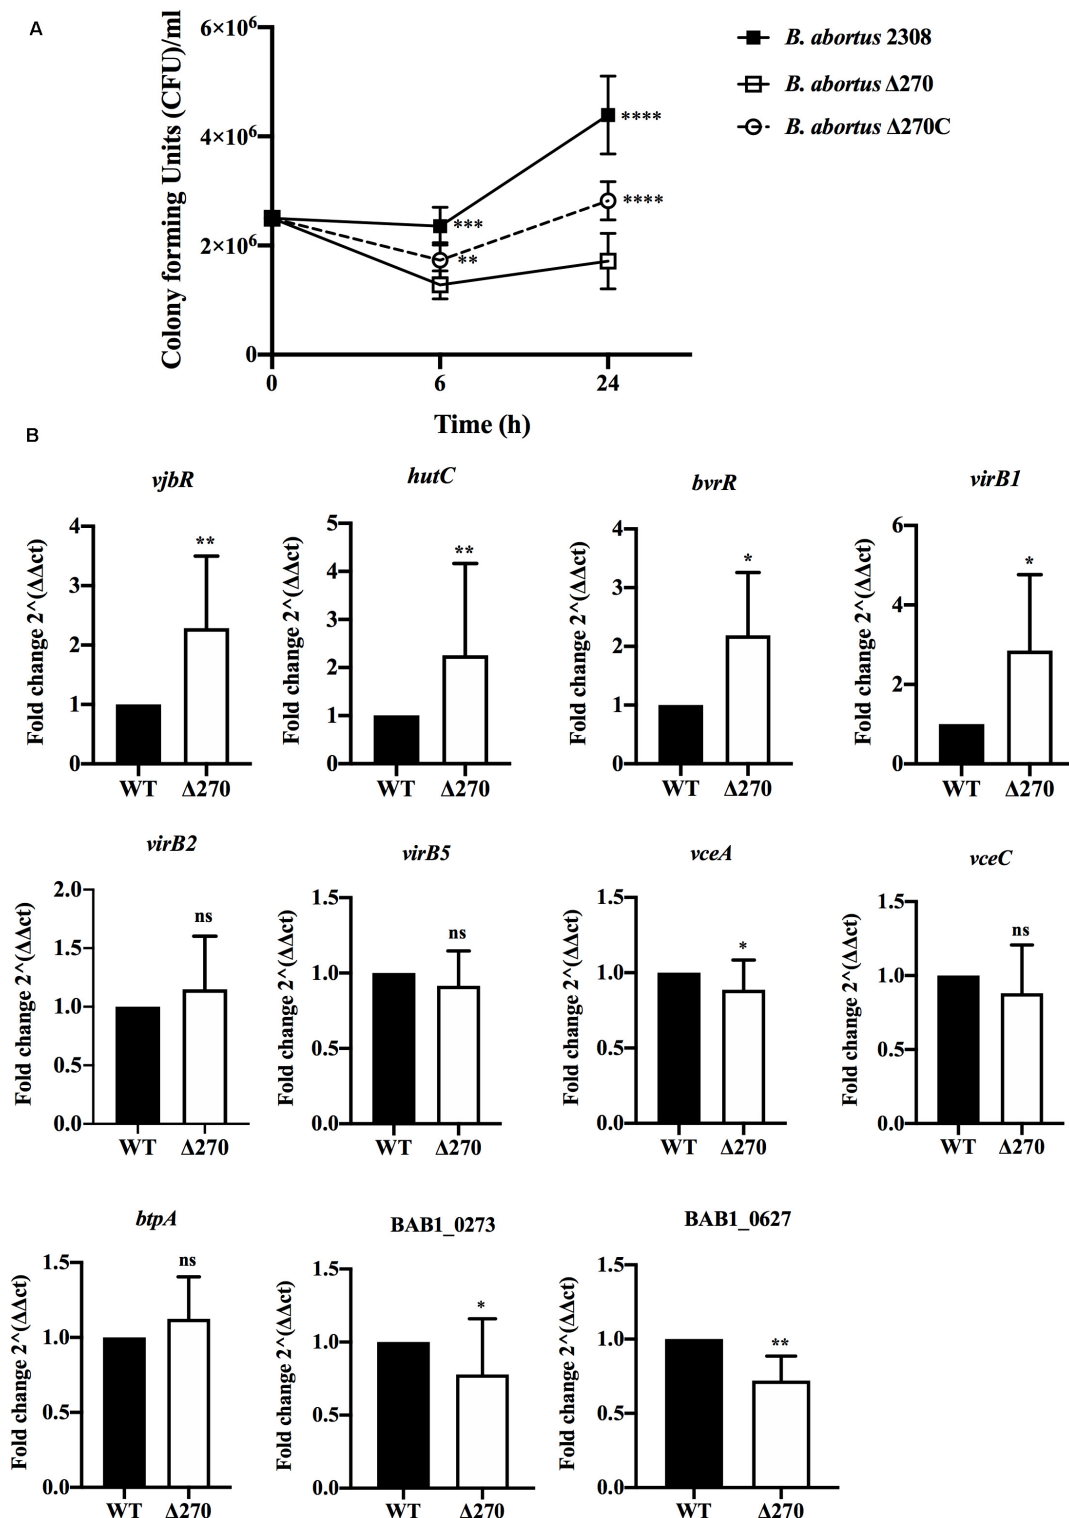 A
Colony forming Units (CFU)/ml
6×10⁶
4×10⁶
2×10⁶
0
****
****
***
**
0 6 24
Time (h)
B. abortus 2308
B. abortus Δ270
B. abortus Δ270C
B
vjbR
Fold change 2^(ΔΔct)
4
3
2
1
0
**
WT Δ270
hutC
Fold change 2^(ΔΔct)
5
4
3
2
1
0
**
WT Δ270
bvrR
Fold change 2^(ΔΔct)
4
3
2
1
0
*
WT Δ270
virB1
Fold change 2^(ΔΔct)
6
4
2
0
*
WT Δ270
virB2
Fold change 2^(ΔΔct)
2.0
1.5
1.0
0.5
0.0
ns
WT Δ270
virB5
Fold change 2^(ΔΔct)
1.5
1.0
0.5
0.0
ns
WT Δ270
vceA
Fold change 2^(ΔΔct)
1.5
1.0
0.5
0.0
*
WT Δ270
vceC
Fold change 2^(ΔΔct)
1.5
1.0
0.5
0.0
ns
WT Δ270
btpA
Fold change 2^(ΔΔct)
1.5
1.0
0.5
0.0
ns
WT Δ270
BAB1_0273
Fold change 2^(ΔΔct)
1.5
1.0
0.5
0.0
*
WT Δ270
BAB1_0627
Fold change 2^(ΔΔct)
1.5
1.0
0.5
0.0
**
WT Δ270